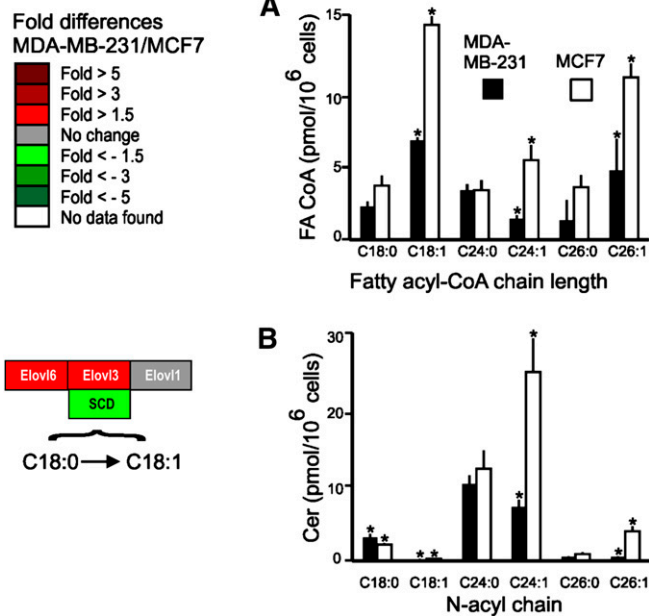 Fold differences
MDA-MB-231/MCF7
Fold > 5
Fold > 3
Fold > 1.5
No change
Fold < - 1.5
Fold < - 3
Fold < - 5
No data found
Elovl6 Elovl3 Elovl1
SCD
C18:0 → C18:1
A
FA CoA (pmol/10⁶ cells)
15
10
5
0
MDA-
MB-231
MCF7
* * * * * *
C18:0 C18:1 C24:0 C24:1 C26:0 C26:1
Fatty acyl-CoA chain length
B
Cer (pmol/10⁶ cells)
30
20
10
0
* * * * * * * *
C18:0 C18:1 C24:0 C24:1 C26:0 C26:1
N-acyl chain